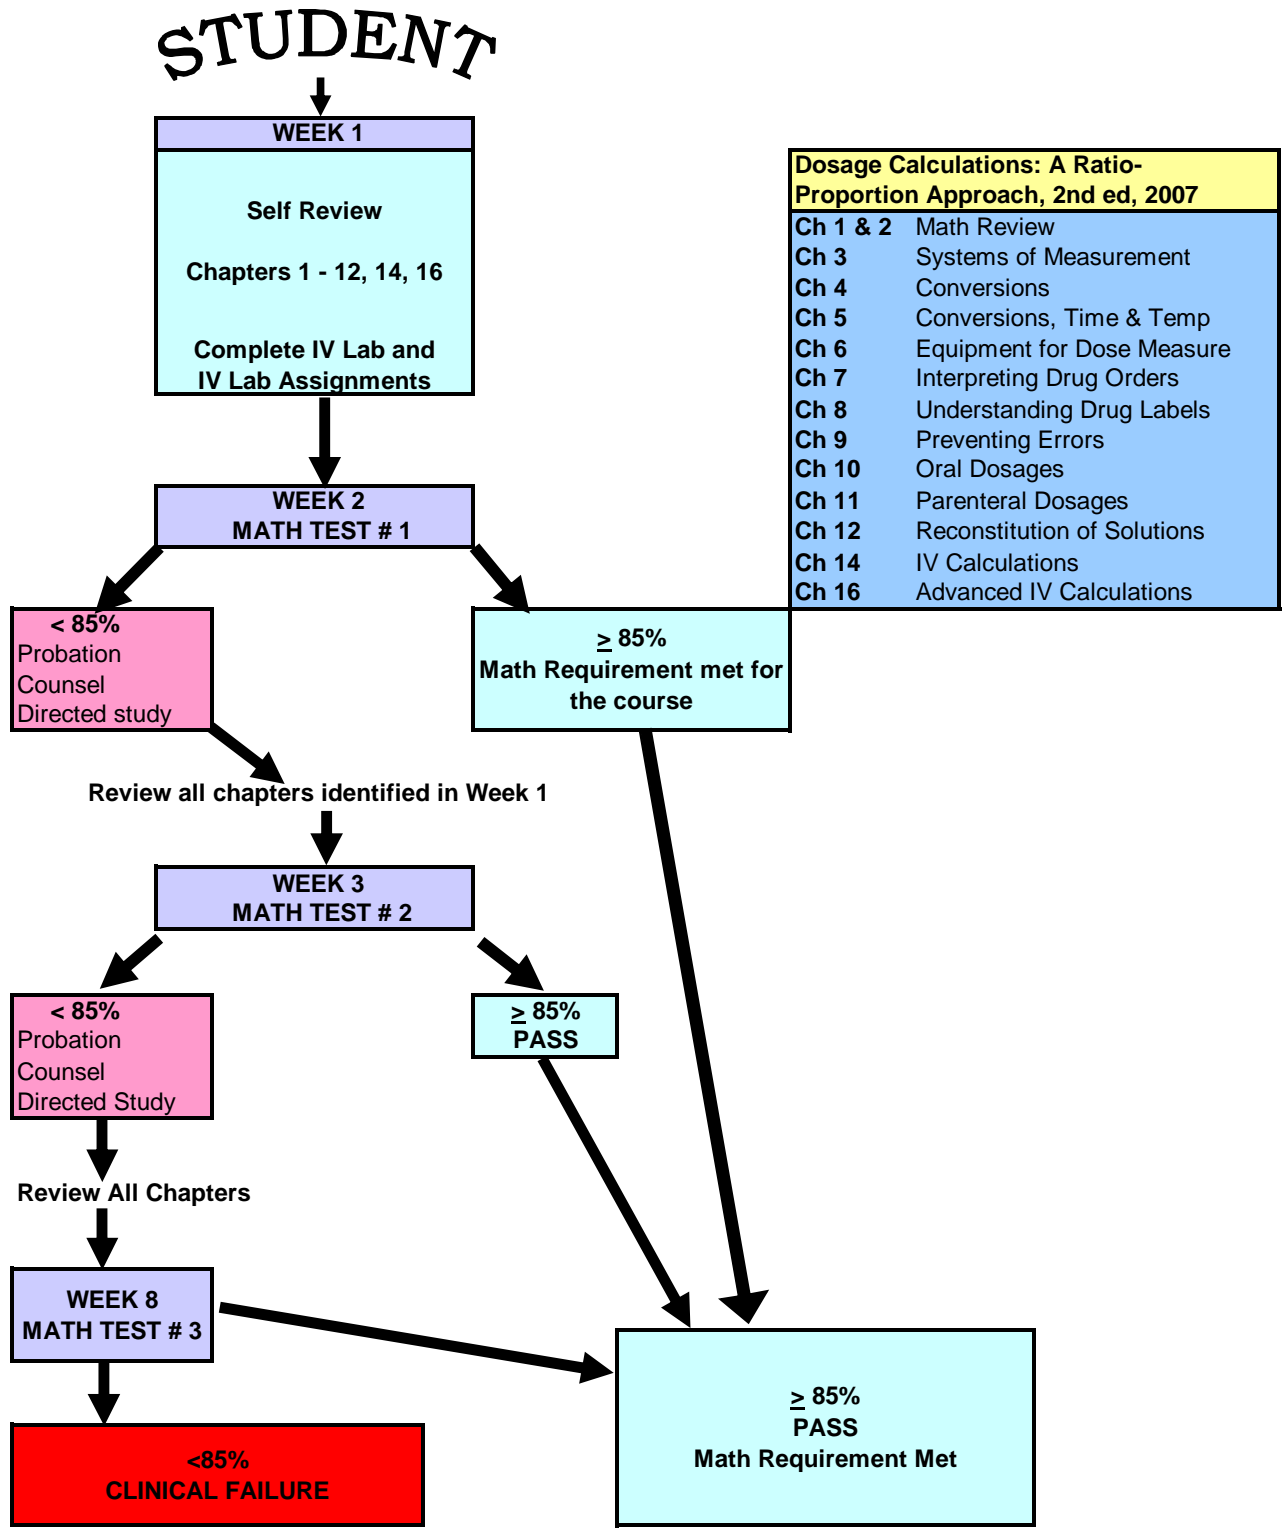 STUDENT
WEEK 1
Self Review
Chapters 1 - 12, 14, 16
Complete IV Lab and
IV Lab Assignments
Dosage Calculations: A Ratio-
Proportion Approach, 2nd ed, 2007
Ch 1 & 2 Math Review
Ch 3 Systems of Measurement
Ch 4 Conversions
Ch 5 Conversions, Time & Temp
Ch 6 Equipment for Dose Measure
Ch 7 Interpreting Drug Orders
Ch 8 Understanding Drug Labels
Ch 9 Preventing Errors
Ch 10 Oral Dosages
Ch 11 Parenteral Dosages
Ch 12 Reconstitution of Solutions
Ch 14 IV Calculations
Ch 16 Advanced IV Calculations
WEEK 2
MATH TEST # 1
< 85%
Probation
Counsel
Directed study
≥ 85%
Math Requirement met for
the course
Review all chapters identified in Week 1
WEEK 3
MATH TEST # 2
< 85%
Probation
Counsel
Directed Study
≥ 85%
PASS
Review All Chapters
WEEK 8
MATH TEST # 3
<85%
CLINICAL FAILURE
≥ 85%
PASS
Math Requirement Met